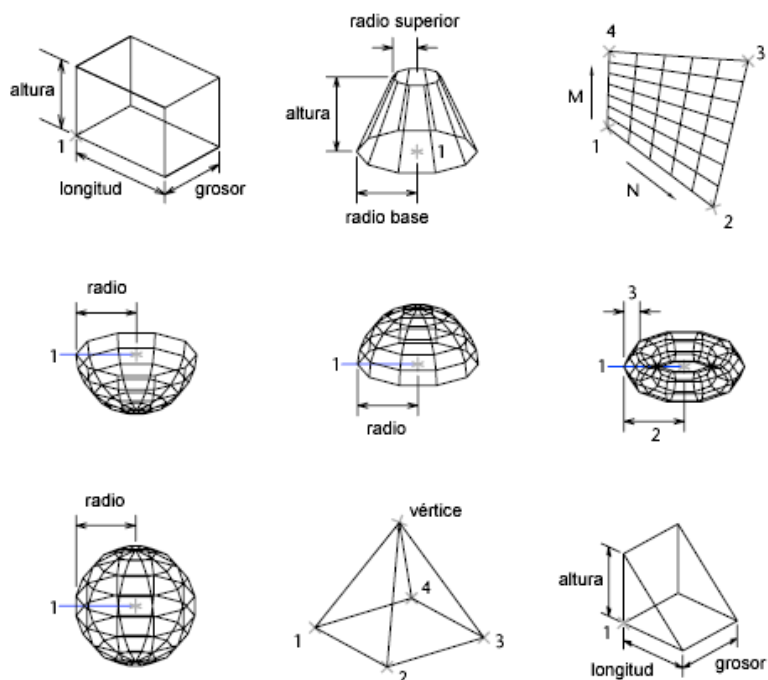 altura
1
longitud
grosor
radio superior
altura
1
radio base
4
3
M
1
N
2
radio
1
1
radio
3
1
2
radio
1
vértice
4
1
3
2
altura
1
longitud
grosor